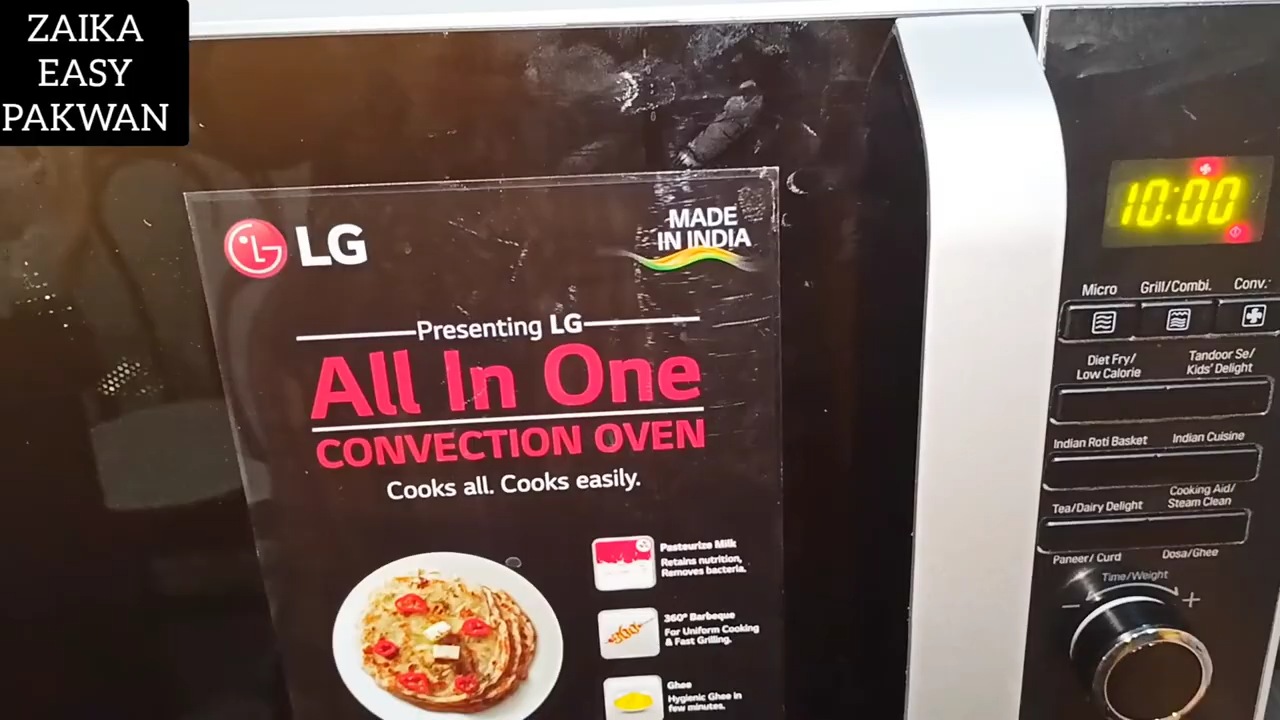 ZAIKA
EASY
PAKWAN
LG
MADE
IN INDIA
Presenting LG
All In One
CONVECTION OVEN
Cooks all. Cooks easily.
Pasteurize Milk
Retains nutrition,
Removes bacteria.
360° Barbeque
For Uniform Cooking
& Fast Grilling.
Ghee
Hygienic Ghee in
few minutes.
10:00
Micro
Grill/Combi.
Conv.
Diet Fry/
Low Calorie
Tandoor Se/
Kids' Delight
Indian Roti Basket
Indian Cuisine
Tea/Dairy Delight
Cooking Aid/
Steam Clean
Paneer/ Curd
Dosa/Ghee
Time/Weight
− +